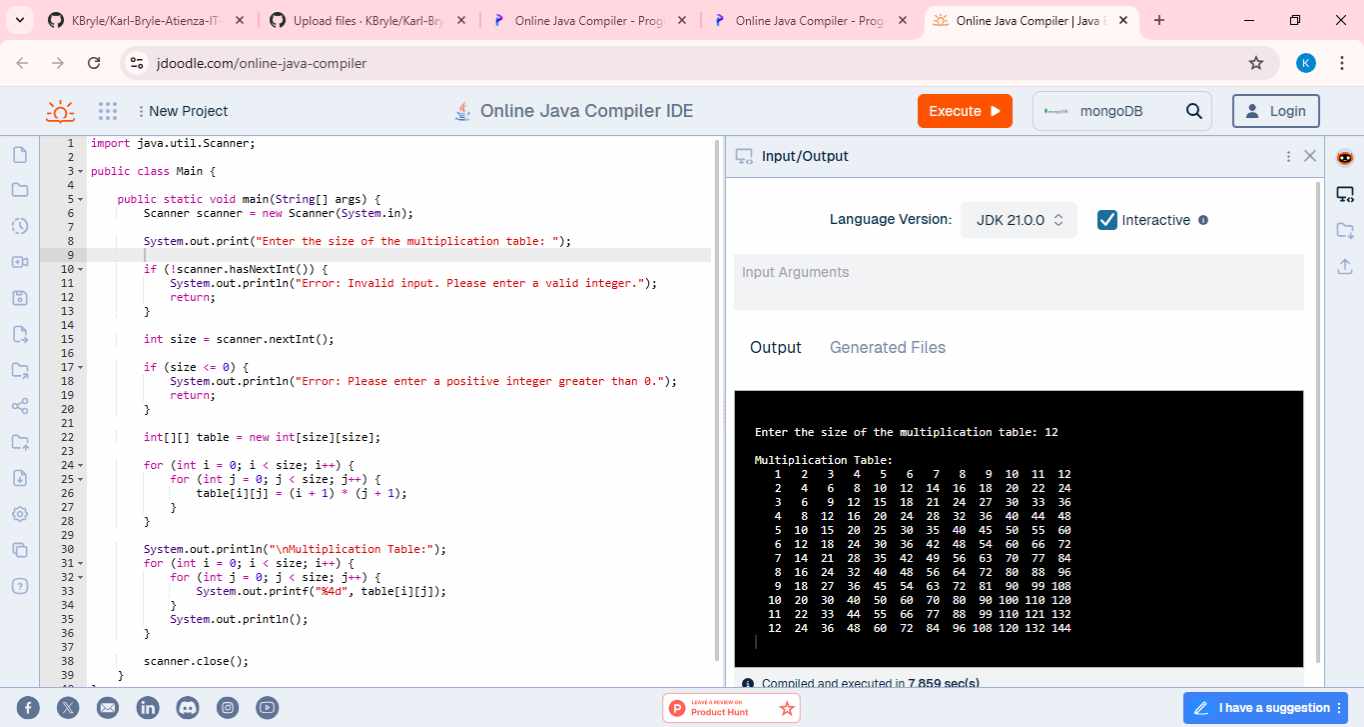 KBryle/Karl-Bryle-Atienza-IT-
Upload files · KBryle/Karl-Bry
Online Java Compiler - Prog
Online Java Compiler - Prog
Online Java Compiler | Java
jdoodle.com/online-java-compiler
K
New Project
Online Java Compiler IDE
Execute
mongoDB
Login
1 import java.util.Scanner;
2
3 public class Main {
4
5     public static void main(String[] args) {
6         Scanner scanner = new Scanner(System.in);
7
8         System.out.print("Enter the size of the multiplication table: ");
9
10         if (!scanner.hasNextInt()) {
11             System.out.println("Error: Invalid input. Please enter a valid integer.");
12             return;
13         }
14
15         int size = scanner.nextInt();
16
17         if (size <= 0) {
18             System.out.println("Error: Please enter a positive integer greater than 0.");
19             return;
20         }
21
22         int[][] table = new int[size][size];
23
24         for (int i = 0; i < size; i++) {
25             for (int j = 0; j < size; j++) {
26                 table[i][j] = (i + 1) * (j + 1);
27             }
28         }
29
30         System.out.println("\nMultiplication Table:");
31         for (int i = 0; i < size; i++) {
32             for (int j = 0; j < size; j++) {
33                 System.out.printf("%4d", table[i][j]);
34             }
35             System.out.println();
36         }
37
38         scanner.close();
39     }
Input/Output
Language Version:
JDK 21.0.0
Interactive
Input Arguments
Output
Generated Files
Enter the size of the multiplication table: 12
Multiplication Table:
1 2 3 4 5 6 7 8 9 10 11 12
2 4 6 8 10 12 14 16 18 20 22 24
3 6 9 12 15 18 21 24 27 30 33 36
4 8 12 16 20 24 28 32 36 40 44 48
5 10 15 20 25 30 35 40 45 50 55 60
6 12 18 24 30 36 42 48 54 60 66 72
7 14 21 28 35 42 49 56 63 70 77 84
8 16 24 32 40 48 56 64 72 80 88 96
9 18 27 36 45 54 63 72 81 90 99 108
10 20 30 40 50 60 70 80 90 100 110 120
11 22 33 44 55 66 77 88 99 110 121 132
12 24 36 48 60 72 84 96 108 120 132 144
Compiled and executed in 7.859 sec(s)
LEAVE A REVIEW ON
Product Hunt
I have a suggestion